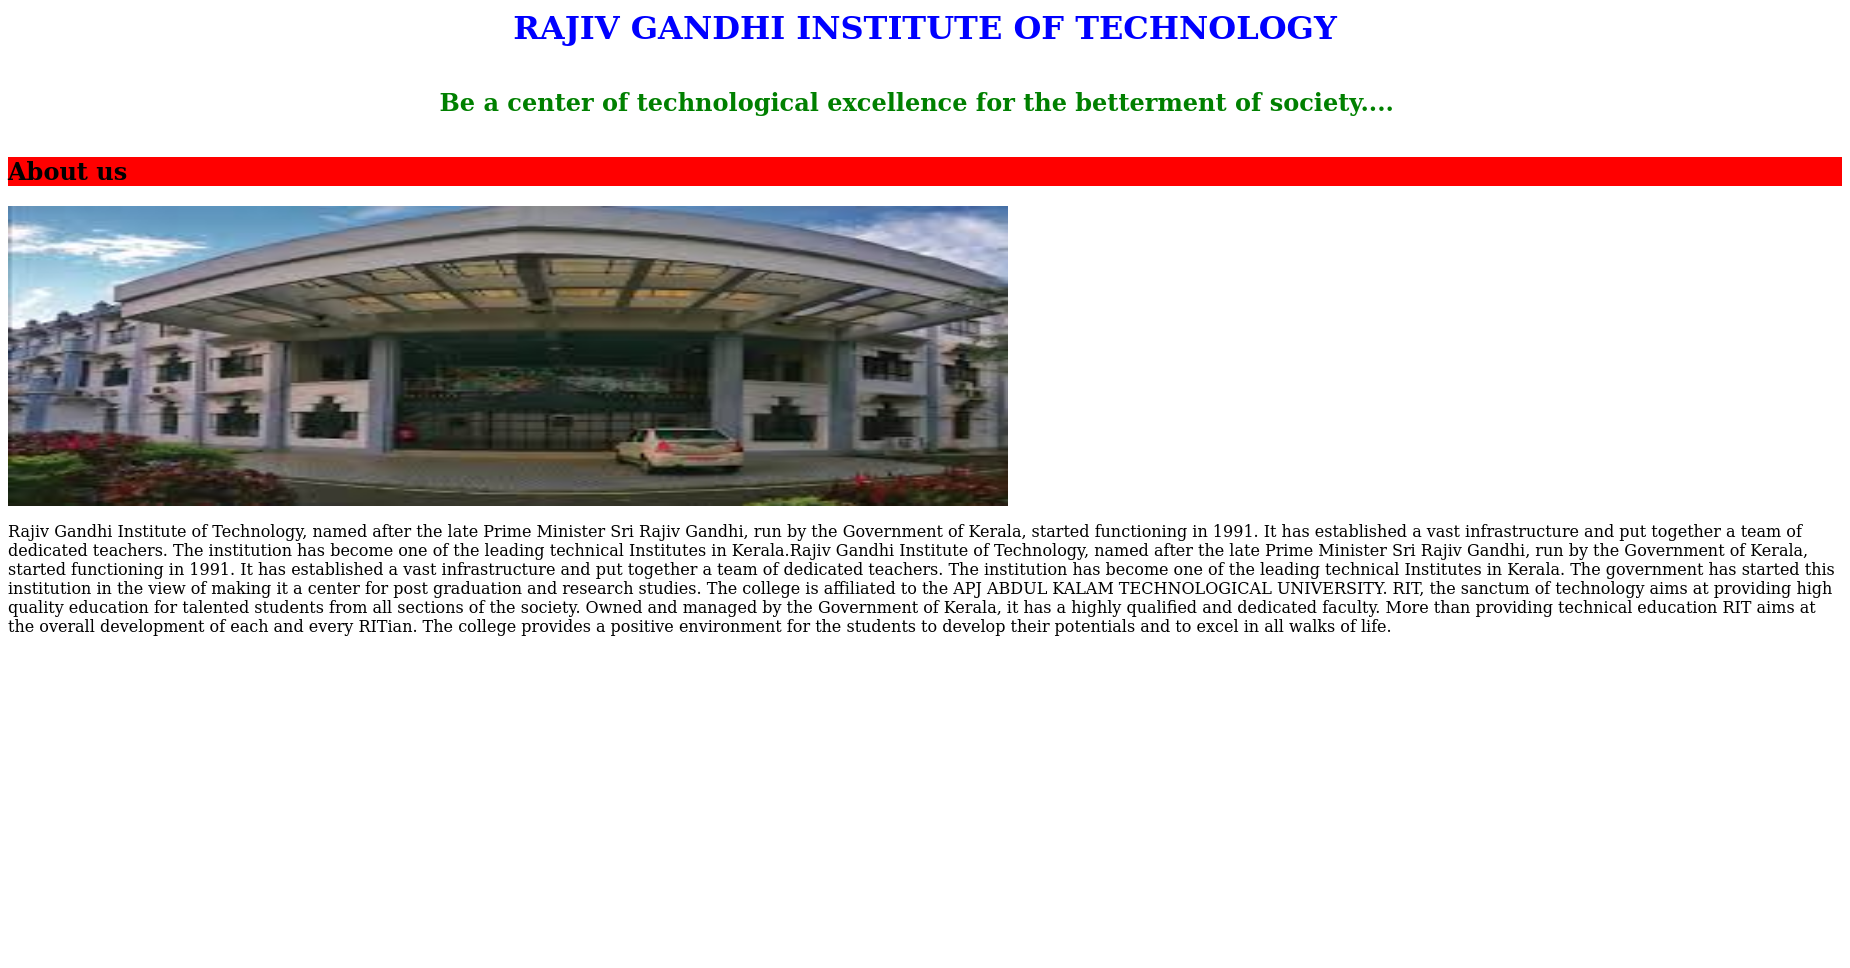 RAJIV GANDHI INSTITUTE OF TECHNOLOGY
Be a center of technological excellence for the betterment of society....
About us
Rajiv Gandhi Institute of Technology, named after the late Prime Minister Sri Rajiv Gandhi, run by the Government of Kerala, started functioning in 1991. It has established a vast infrastructure and put together a team of
dedicated teachers. The institution has become one of the leading technical Institutes in Kerala.Rajiv Gandhi Institute of Technology, named after the late Prime Minister Sri Rajiv Gandhi, run by the Government of Kerala,
started functioning in 1991. It has established a vast infrastructure and put together a team of dedicated teachers. The institution has become one of the leading technical Institutes in Kerala. The government has started this
institution in the view of making it a center for post graduation and research studies. The college is affiliated to the APJ ABDUL KALAM TECHNOLOGICAL UNIVERSITY. RIT, the sanctum of technology aims at providing high
quality education for talented students from all sections of the society. Owned and managed by the Government of Kerala, it has a highly qualified and dedicated faculty. More than providing technical education RIT aims at
the overall development of each and every RITian. The college provides a positive environment for the students to develop their potentials and to excel in all walks of life.